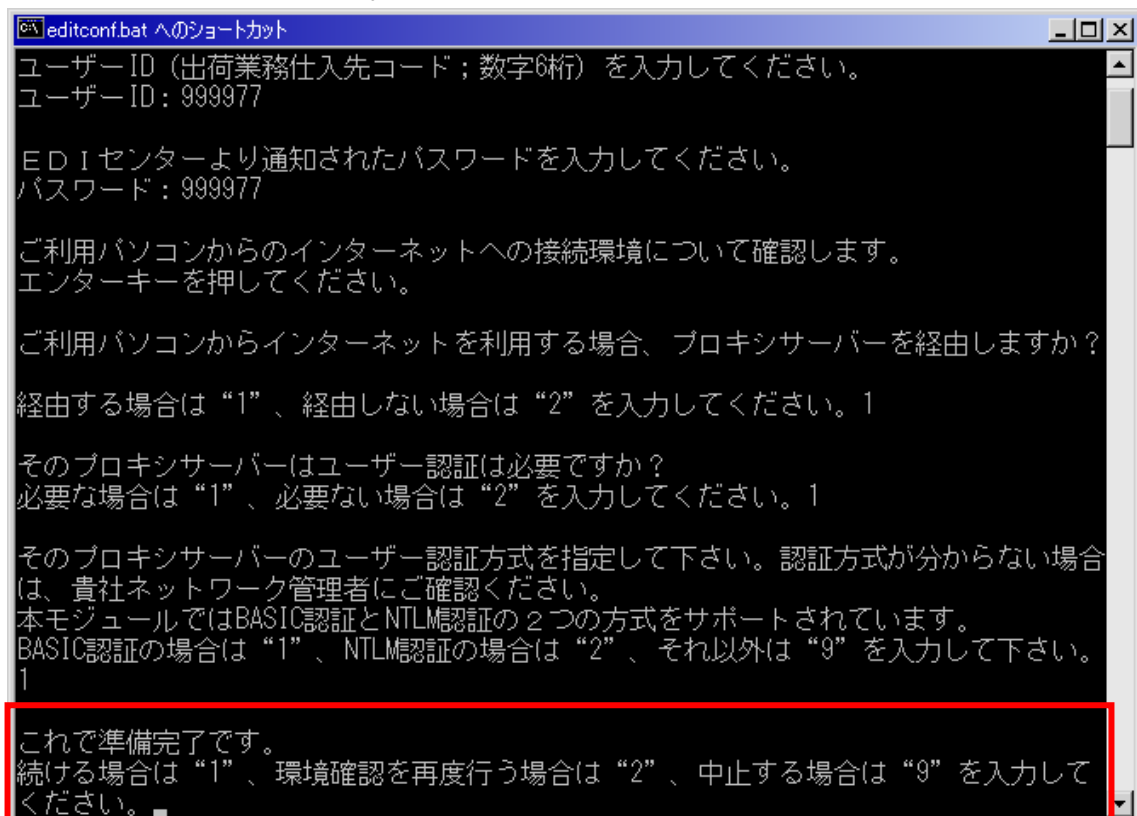 editconf.bat へのショートカット
ユーザーID（出荷業務仕入先コード；数字6桁）を入力してください。
ユーザーID：999977
ＥＤＩセンターより通知されたパスワードを入力してください。
パスワード：999977
ご利用パソコンからのインターネットへの接続環境について確認します。
エンターキーを押してください。
ご利用パソコンからインターネットを利用する場合、プロキシサーバーを経由しますか？
経由する場合は“1”、経由しない場合は“2”を入力してください。1
そのプロキシサーバーはユーザー認証は必要ですか？
必要な場合は“1”、必要ない場合は“2”を入力してください。1
そのプロキシサーバーのユーザー認証方式を指定して下さい。認証方式が分からない場合
は、貴社ネットワーク管理者にご確認ください。
本モジュールではBASIC認証とNTLM認証の２つの方式をサポートされています。
BASIC認証の場合は“1”、NTLM認証の場合は“2”、それ以外は“9”を入力して下さい。
1
これで準備完了です。
続ける場合は“1”、環境確認を再度行う場合は“2”、中止する場合は“9”を入力して
ください。